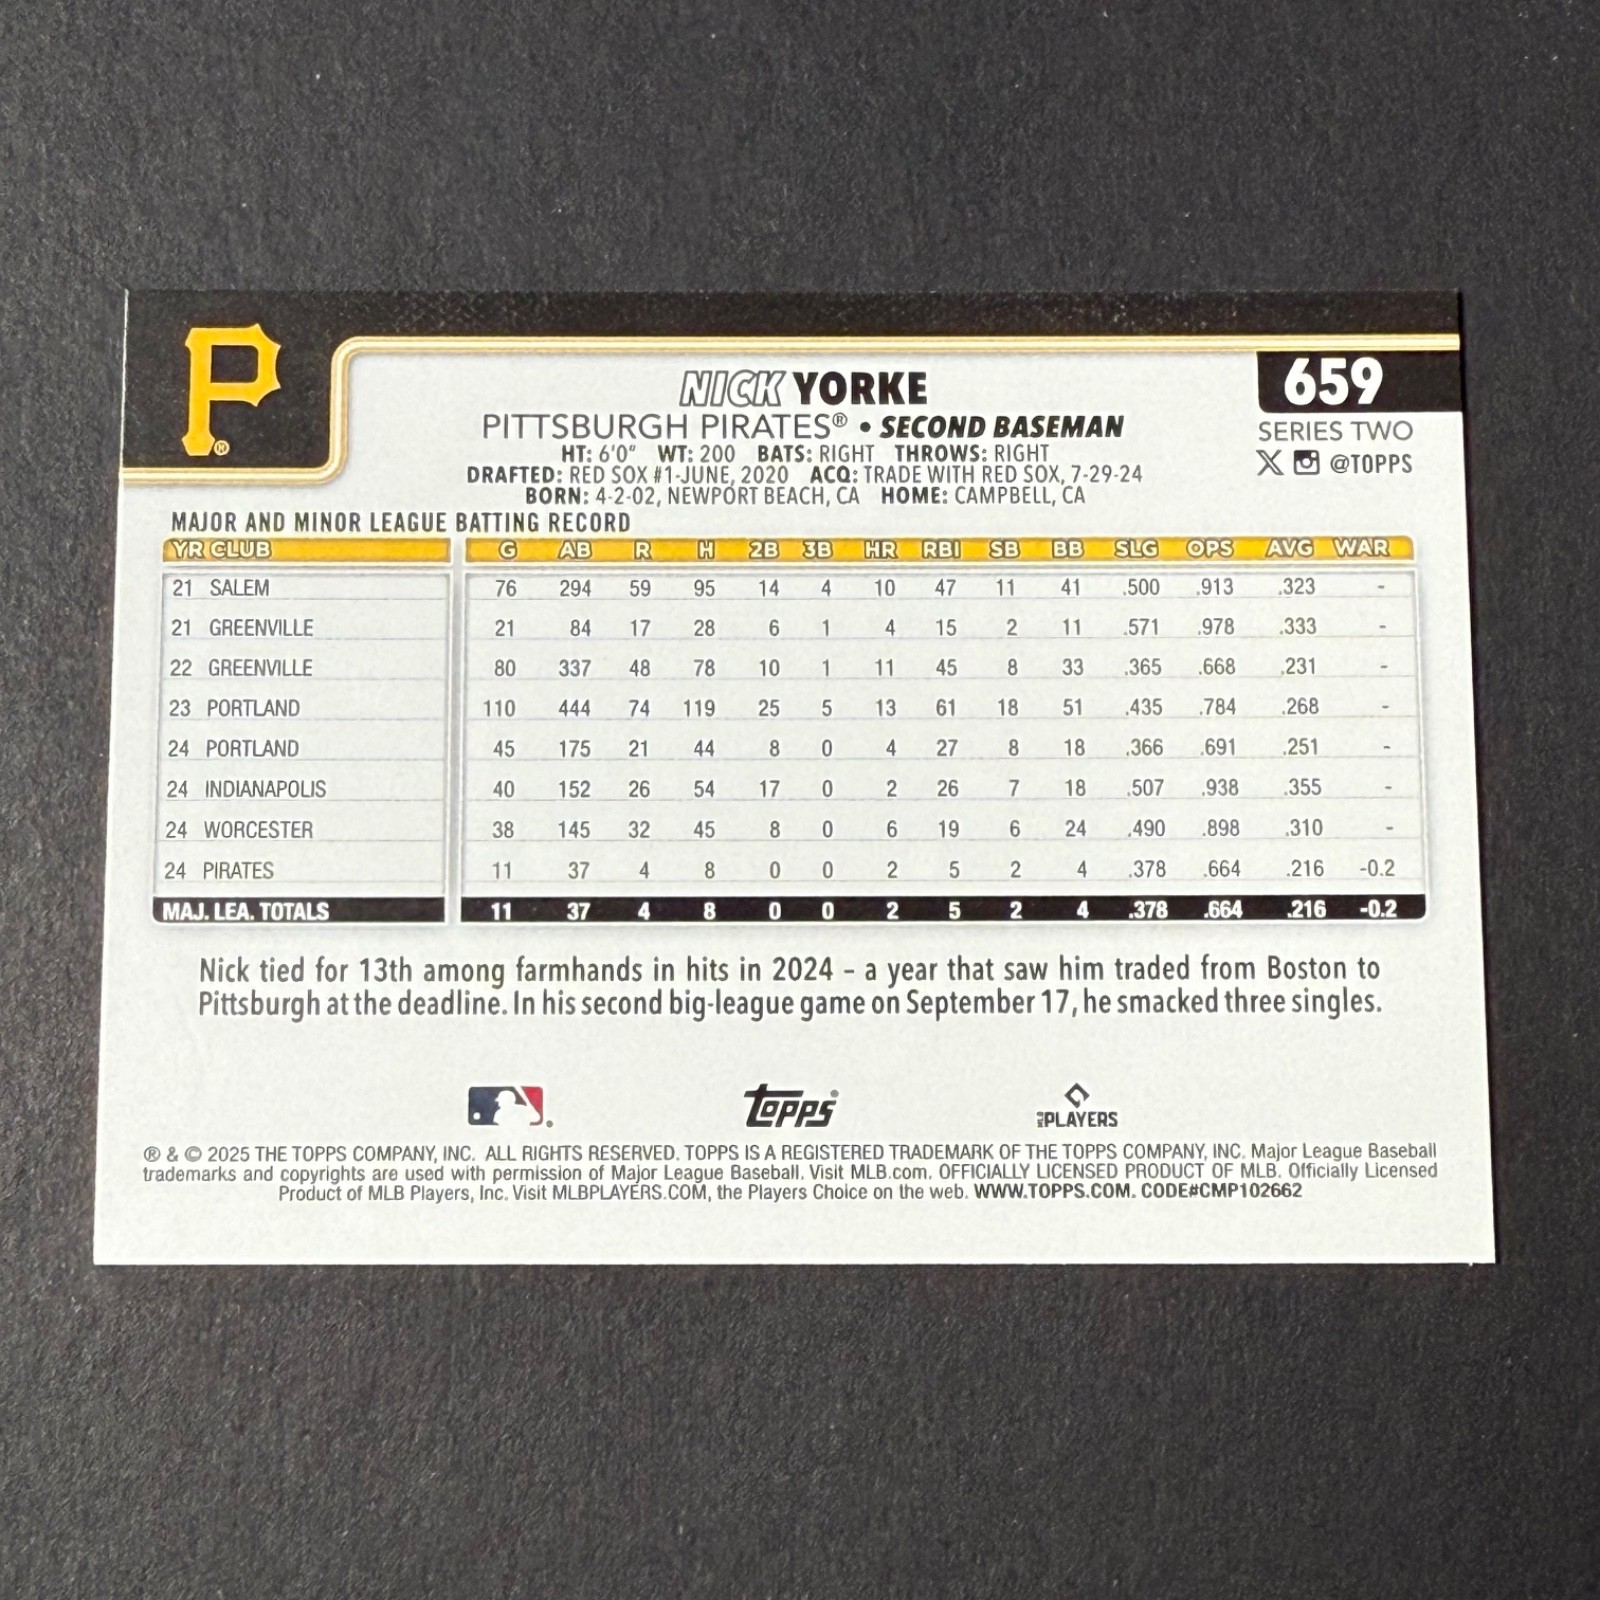 P®
NICK YORKE
659
PITTSBURGH PIRATES® • SECOND BASEMAN
SERIES TWO
HT: 6'0" WT: 200 BATS: RIGHT THROWS: RIGHT
X @TOPPS
DRAFTED: RED SOX #1-JUNE, 2020 ACQ: TRADE WITH RED SOX, 7-29-24
BORN: 4-2-02, NEWPORT BEACH, CA HOME: CAMPBELL, CA
MAJOR AND MINOR LEAGUE BATTING RECORD
YR CLUB G AB R H 2B 3B HR RBI SB BB SLG OPS AVG WAR
21 SALEM 76 294 59 95 14 4 10 47 11 41 .500 .913 .323 -
21 GREENVILLE 21 84 17 28 6 1 4 15 2 11 .571 .978 .333 -
22 GREENVILLE 80 337 48 78 10 1 11 45 8 33 .365 .668 .231 -
23 PORTLAND 110 444 74 119 25 5 13 61 18 51 .435 .784 .268 -
24 PORTLAND 45 175 21 44 8 0 4 27 8 18 .366 .691 .251 -
24 INDIANAPOLIS 40 152 26 54 17 0 2 26 7 18 .507 .938 .355 -
24 WORCESTER 38 145 32 45 8 0 6 19 6 24 .490 .898 .310 -
24 PIRATES 11 37 4 8 0 0 2 5 2 4 .378 .664 .216 -0.2
MAJ. LEA. TOTALS 11 37 4 8 0 0 2 5 2 4 .378 .664 .216 -0.2
Nick tied for 13th among farmhands in hits in 2024 – a year that saw him traded from Boston to
Pittsburgh at the deadline. In his second big-league game on September 17, he smacked three singles.
Topps®
PLAYERS
® & © 2025 THE TOPPS COMPANY, INC. ALL RIGHTS RESERVED. TOPPS IS A REGISTERED TRADEMARK OF THE TOPPS COMPANY, INC. Major League Baseball
trademarks and copyrights are used with permission of Major League Baseball. Visit MLB.com. OFFICIALLY LICENSED PRODUCT OF MLB. Officially Licensed
Product of MLB Players, Inc. Visit MLBPLAYERS.COM, the Players Choice on the web. WWW.TOPPS.COM. CODE#CMP102662